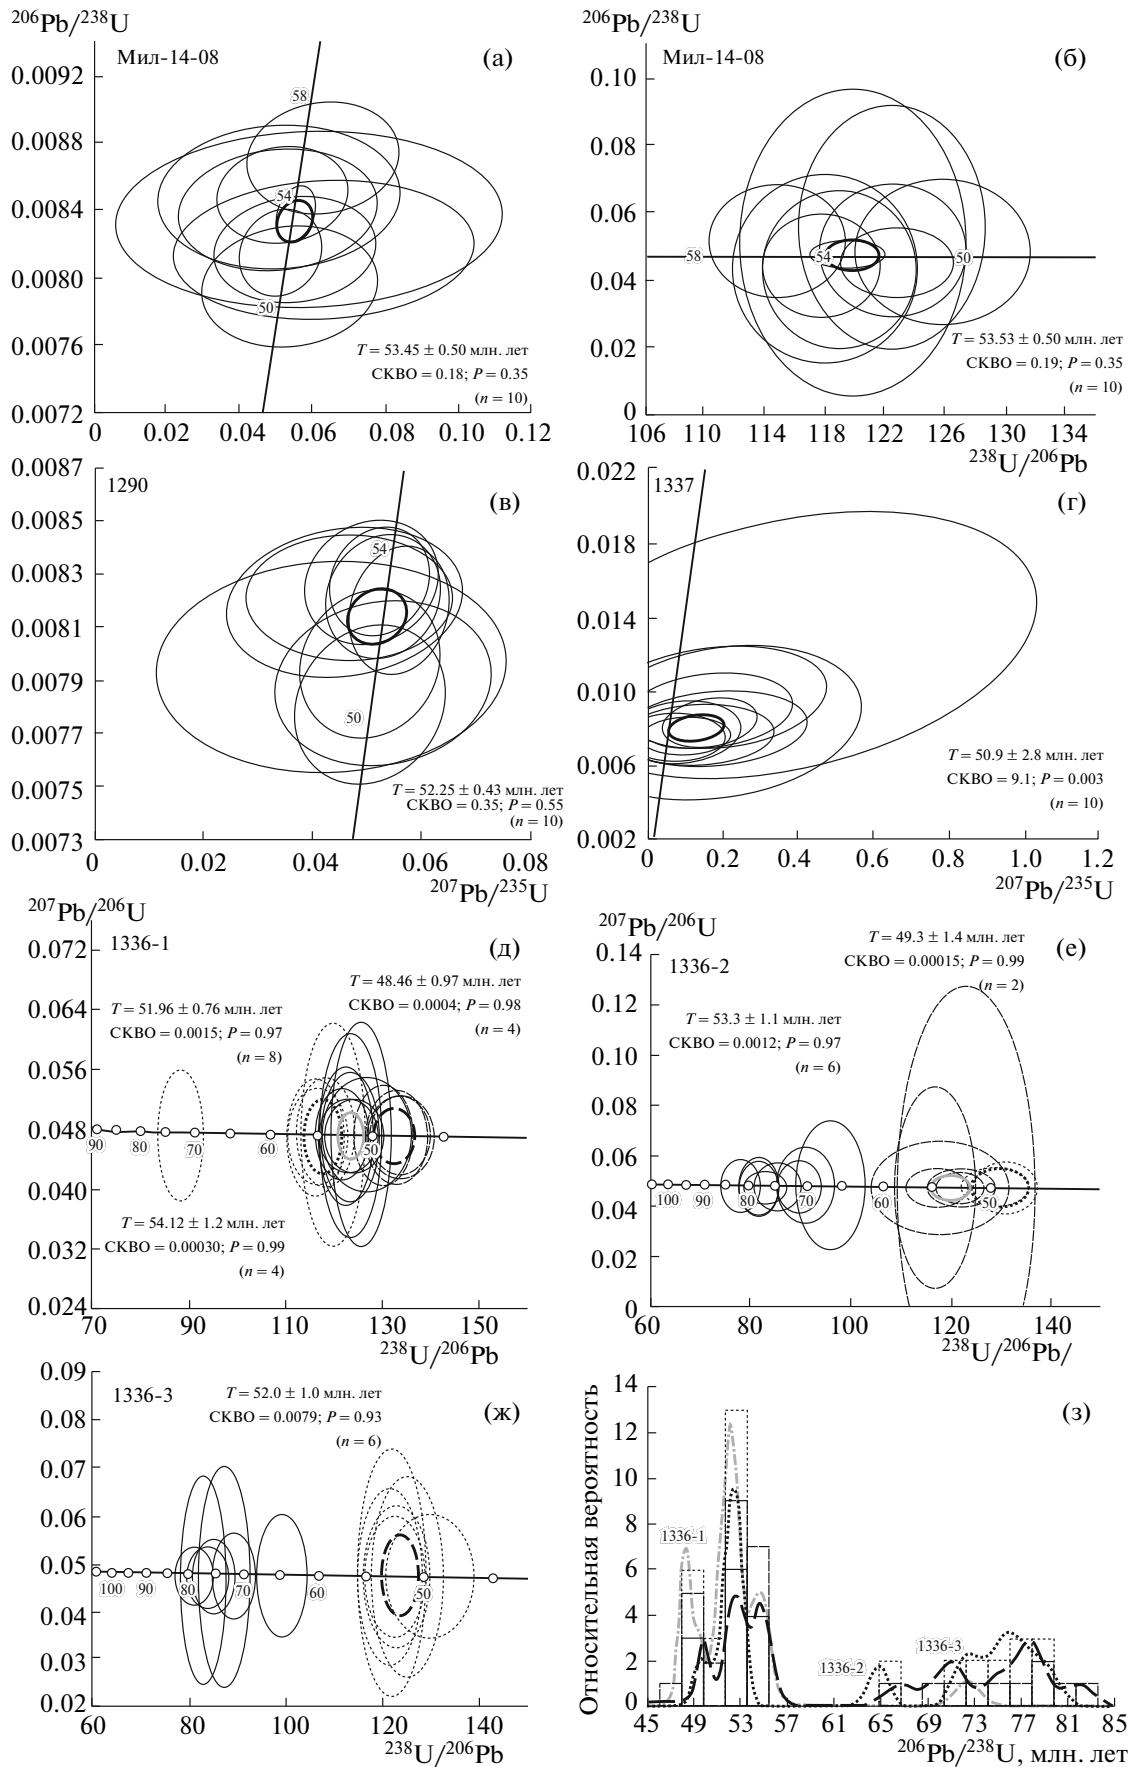 ²⁰⁶Pb/²³⁸U
Мил-14-08
(а)
0.0092
0.0088
0.0084
0.0080
0.0076
0.0072
58
54
50
T = 53.45 ± 0.50 млн. лет
СКВО = 0.18; P = 0.35
(n = 10)
0 0.02 0.04 0.06 0.08 0.10 0.12
²⁰⁶Pb/²³⁸U
Мил-14-08
(б)
0.10
0.08
0.06
0.04
0.02
0
58 54 50
T = 53.53 ± 0.50 млн. лет
СКВО = 0.19; P = 0.35
(n = 10)
106 110 114 118 122 126 130 134
²³⁸U/²⁰⁶Pb
0.0087
0.0085
0.0083
0.0081
0.0079
0.0077
0.0075
0.0073
1290
(в)
54
50
T = 52.25 ± 0.43 млн. лет
СКВО = 0.35; P = 0.55
(n = 10)
0 0.02 0.04 0.06 0.08
²⁰⁷Pb/²³⁵U
0.022
0.018
0.014
0.010
0.006
0.002
1337
(г)
T = 50.9 ± 2.8 млн. лет
СКВО = 9.1; P = 0.003
(n = 10)
0 0.2 0.4 0.6 0.8 1.0 1.2
²⁰⁷Pb/²³⁵U
²⁰⁷Pb/²⁰⁶U
0.072
0.064
0.056
0.048
0.040
0.032
0.024
1336-1
(д)
T = 48.46 ± 0.97 млн. лет
СКВО = 0.0004; P = 0.98
(n = 4)
T = 51.96 ± 0.76 млн. лет
СКВО = 0.0015; P = 0.97
(n = 8)
90 80 70 60 50
T = 54.12 ± 1.2 млн. лет
СКВО = 0.00030; P = 0.99
(n = 4)
70 90 110 130 150
²³⁸U/²⁰⁶Pb
²⁰⁷Pb/²⁰⁶U
0.14
0.12
0.10
0.08
0.06
0.04
0.02
0
1336-2
(е)
T = 49.3 ± 1.4 млн. лет
СКВО = 0.00015; P = 0.99
(n = 2)
T = 53.3 ± 1.1 млн. лет
СКВО = 0.0012; P = 0.97
(n = 6)
100 90 80 70 60 50
60 80 100 120 140
²³⁸U/²⁰⁶Pb/
0.09
0.08
0.07
0.06
0.05
0.04
0.03
0.02
1336-3
(ж)
T = 52.0 ± 1.0 млн. лет
СКВО = 0.0079; P = 0.93
(n = 6)
100 90 80 70 60 50
60 80 100 120 140
²³⁸U/²⁰⁶Pb
Относительная вероятность
14
12
10
8
6
4
2
0
(з)
1336-1
1336-2
1336-3
45 49 53 57 61 65 69 73 77 81 85
²⁰⁶Pb/²³⁸U, млн. лет